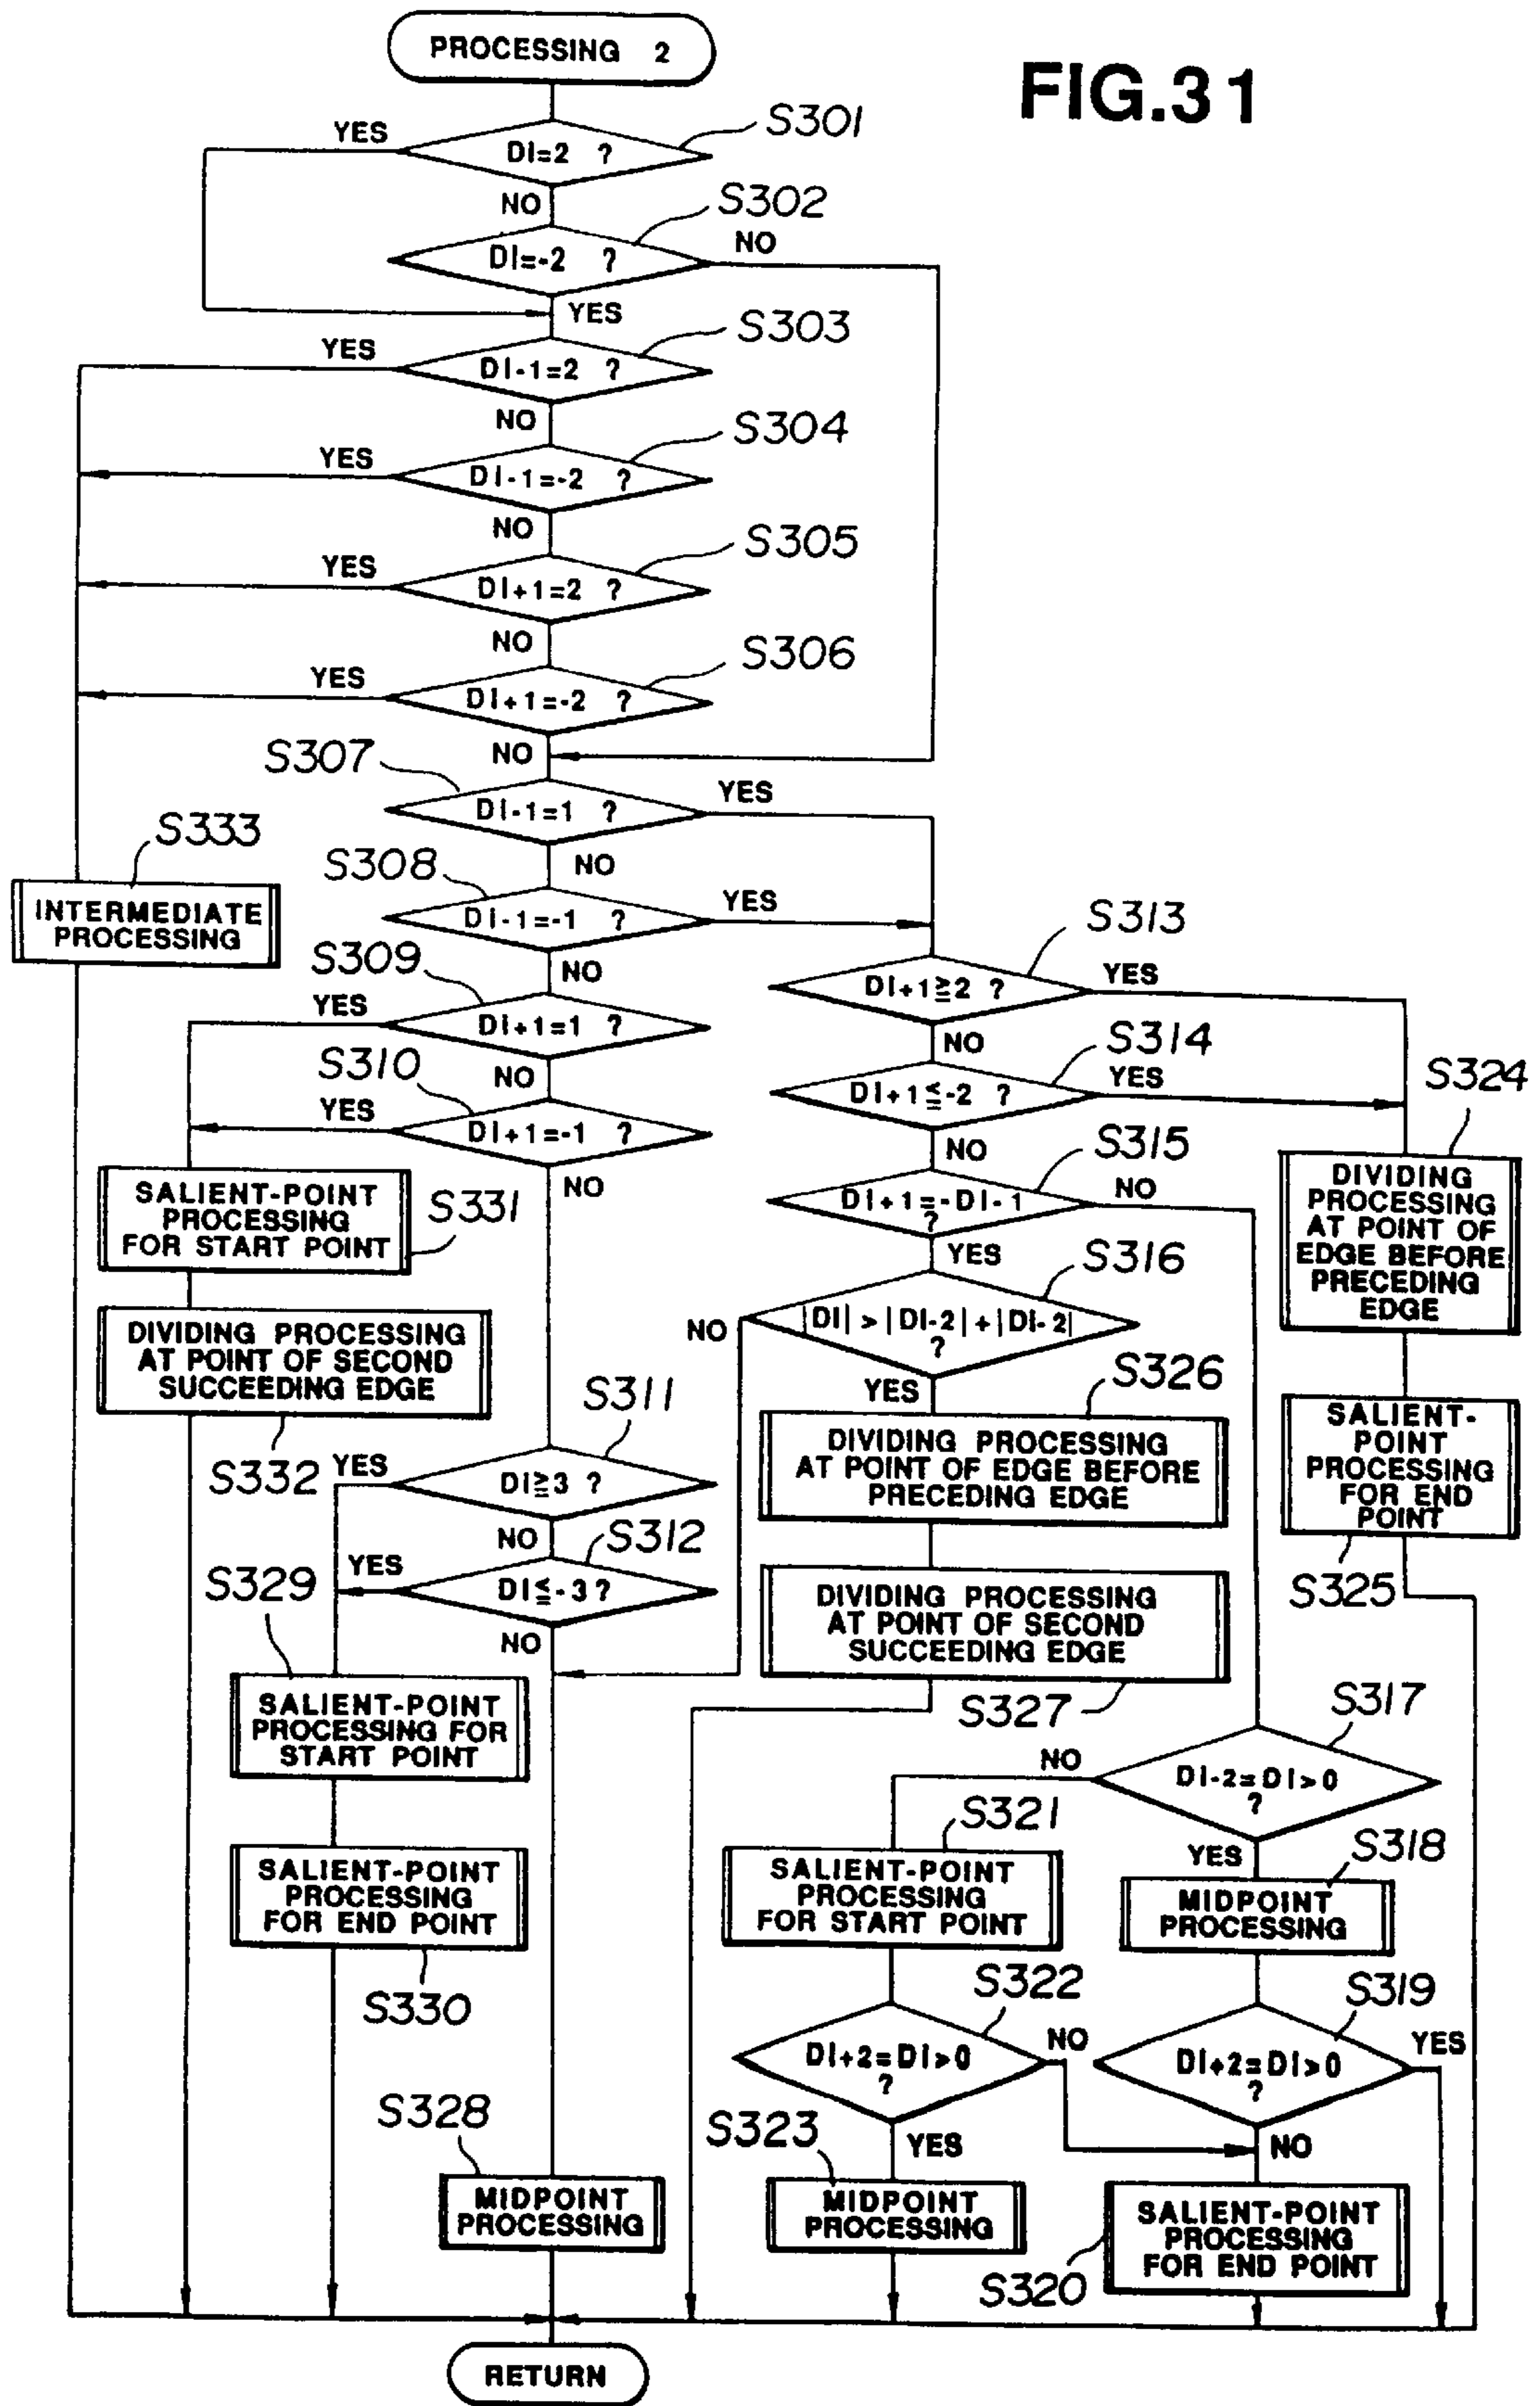 PROCESSING 2
FIG.31
S301
YES
DI=2 ?
NO
S302
DI=-2 ?
NO
YES
S303
YES
DI-1=2 ?
NO
S304
YES
DI-1=-2 ?
NO
S305
YES
DI+1=2 ?
NO
S306
YES
DI+1=-2 ?
NO
S307
DI-1=1 ?
YES
NO
S333
INTERMEDIATE
PROCESSING
S308
DI-1=-1 ?
YES
NO
S309
YES
DI+1=1 ?
NO
S310
YES
DI+1=-1 ?
NO
S313
DI+1≧2 ?
YES
NO
S314
DI+1≦-2 ?
YES
NO
S315
DI+1=-DI-1
?
NO
YES
S324
DIVIDING
PROCESSING
AT POINT OF
EDGE BEFORE
PRECEDING
EDGE
SALIENT-POINT
PROCESSING
FOR START POINT
S331
DIVIDING PROCESSING
AT POINT OF SECOND
SUCCEEDING EDGE
S332
S316
|DI| > |DI-2| + |DI-2|
?
NO
YES
S326
DIVIDING PROCESSING
AT POINT OF EDGE BEFORE
PRECEDING EDGE
SALIENT-
POINT
PROCESSING
FOR END
POINT
S325
S311
YES
DI≧3 ?
NO
S312
YES
DI≦-3?
NO
DIVIDING PROCESSING
AT POINT OF SECOND
SUCCEEDING EDGE
S327
S329
SALIENT-POINT
PROCESSING FOR
START POINT
SALIENT-POINT
PROCESSING
FOR END POINT
S330
S317
NO
DI-2=DI>0
?
YES
S321
SALIENT-POINT
PROCESSING
FOR START POINT
S318
MIDPOINT
PROCESSING
S322
DI+2=DI>0
?
NO
YES
S319
DI+2=DI>0
?
YES
NO
S328
MIDPOINT
PROCESSING
S323
MIDPOINT
PROCESSING
SALIENT-POINT
PROCESSING
FOR END POINT
S320
RETURN